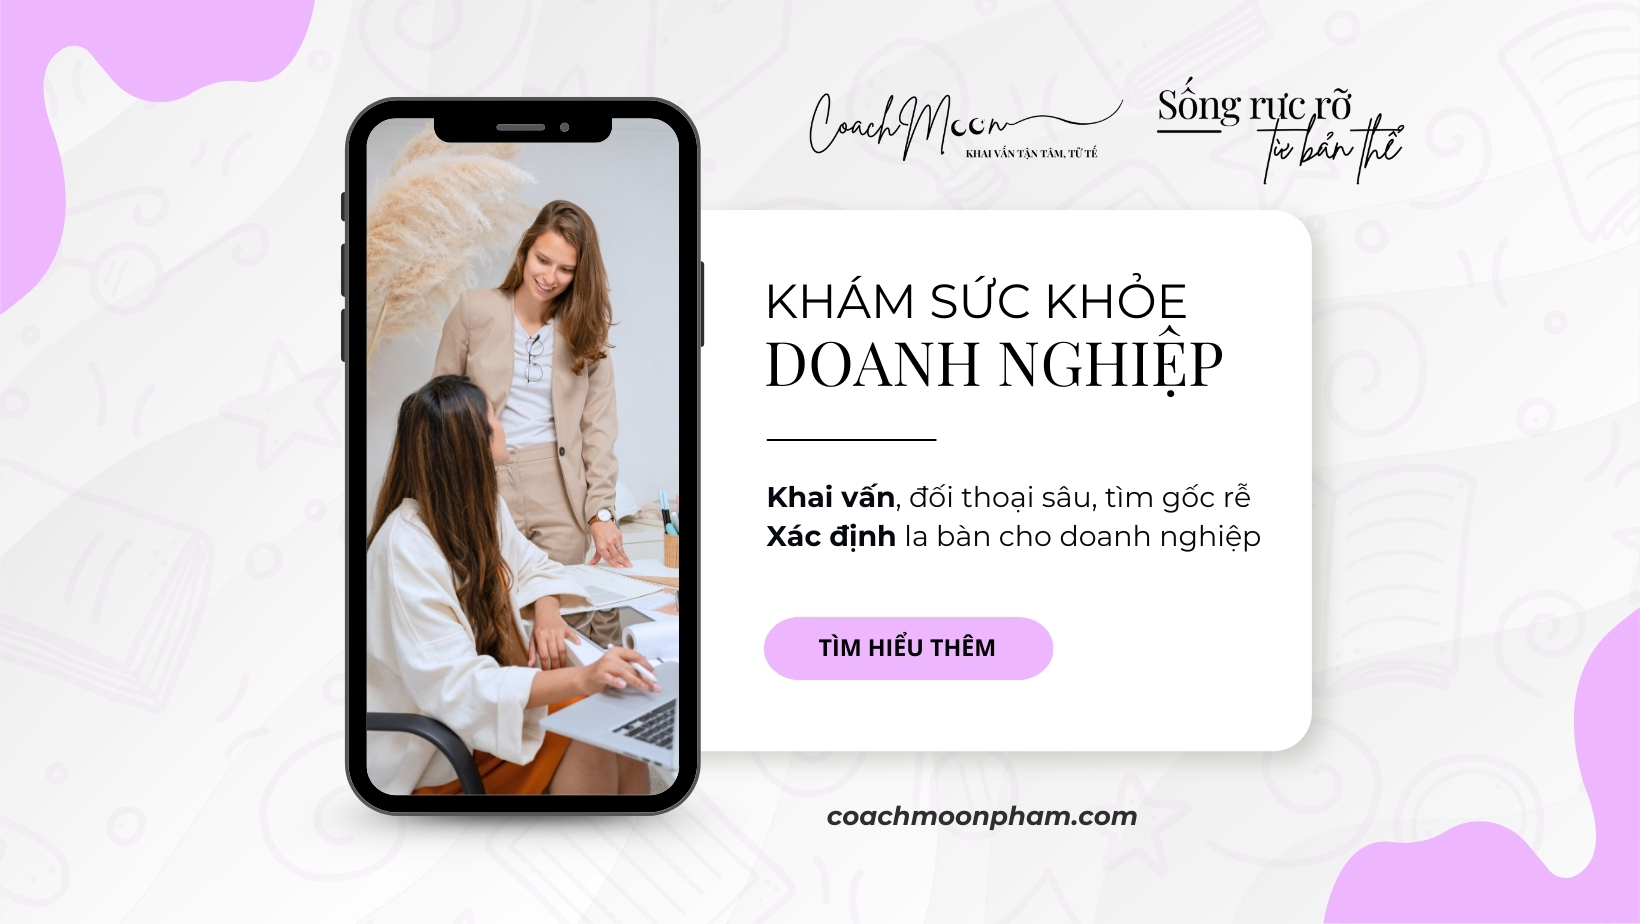 CoachMoon
KHAI VẤN TẬN TÂM, TỬ TẾ
Sống rực rỡ
từ bản thể
KHÁM SỨC KHỎE
DOANH NGHIỆP
Khai vấn, đối thoại sâu, tìm gốc rễ
Xác định la bàn cho doanh nghiệp
TÌM HIỂU THÊM
coachmoonpham.com